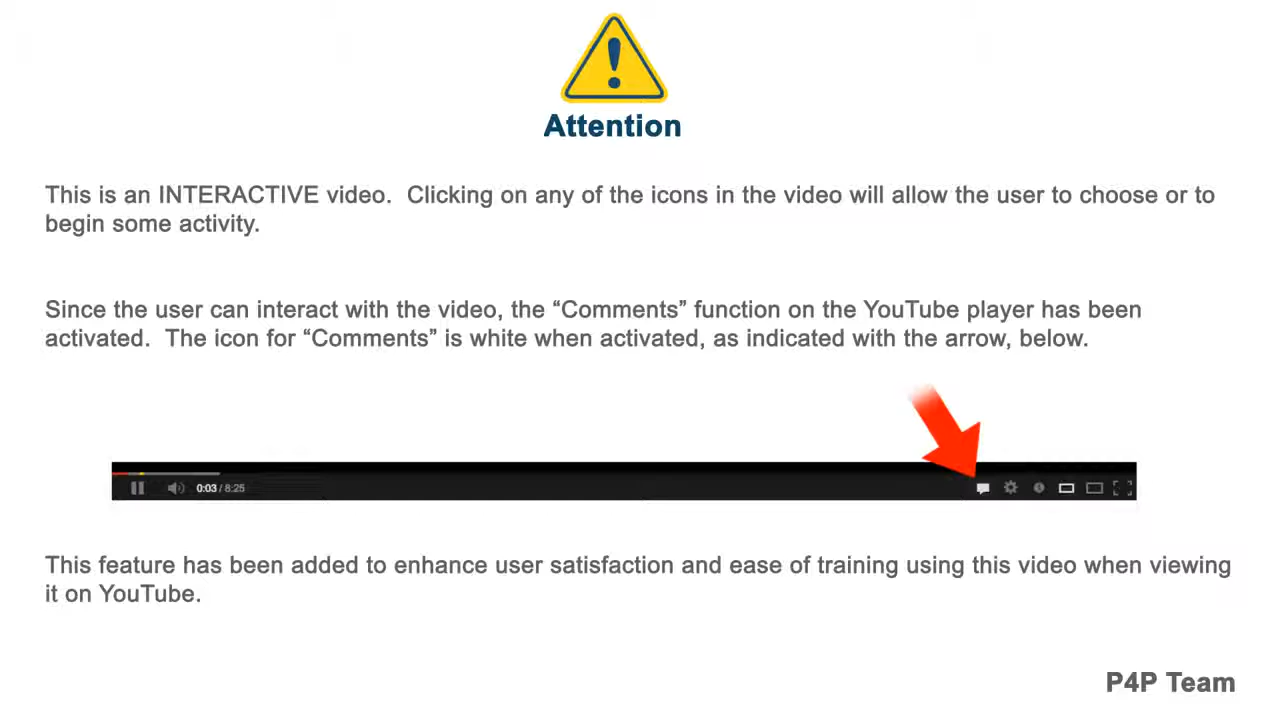 Attention
This is an INTERACTIVE video.  Clicking on any of the icons in the video will allow the user to choose or to
begin some activity.
Since the user can interact with the video, the “Comments” function on the YouTube player has been
activated.  The icon for “Comments” is white when activated, as indicated with the arrow, below.
0:03 / 8:25
This feature has been added to enhance user satisfaction and ease of training using this video when viewing
it on YouTube.
P4P Team